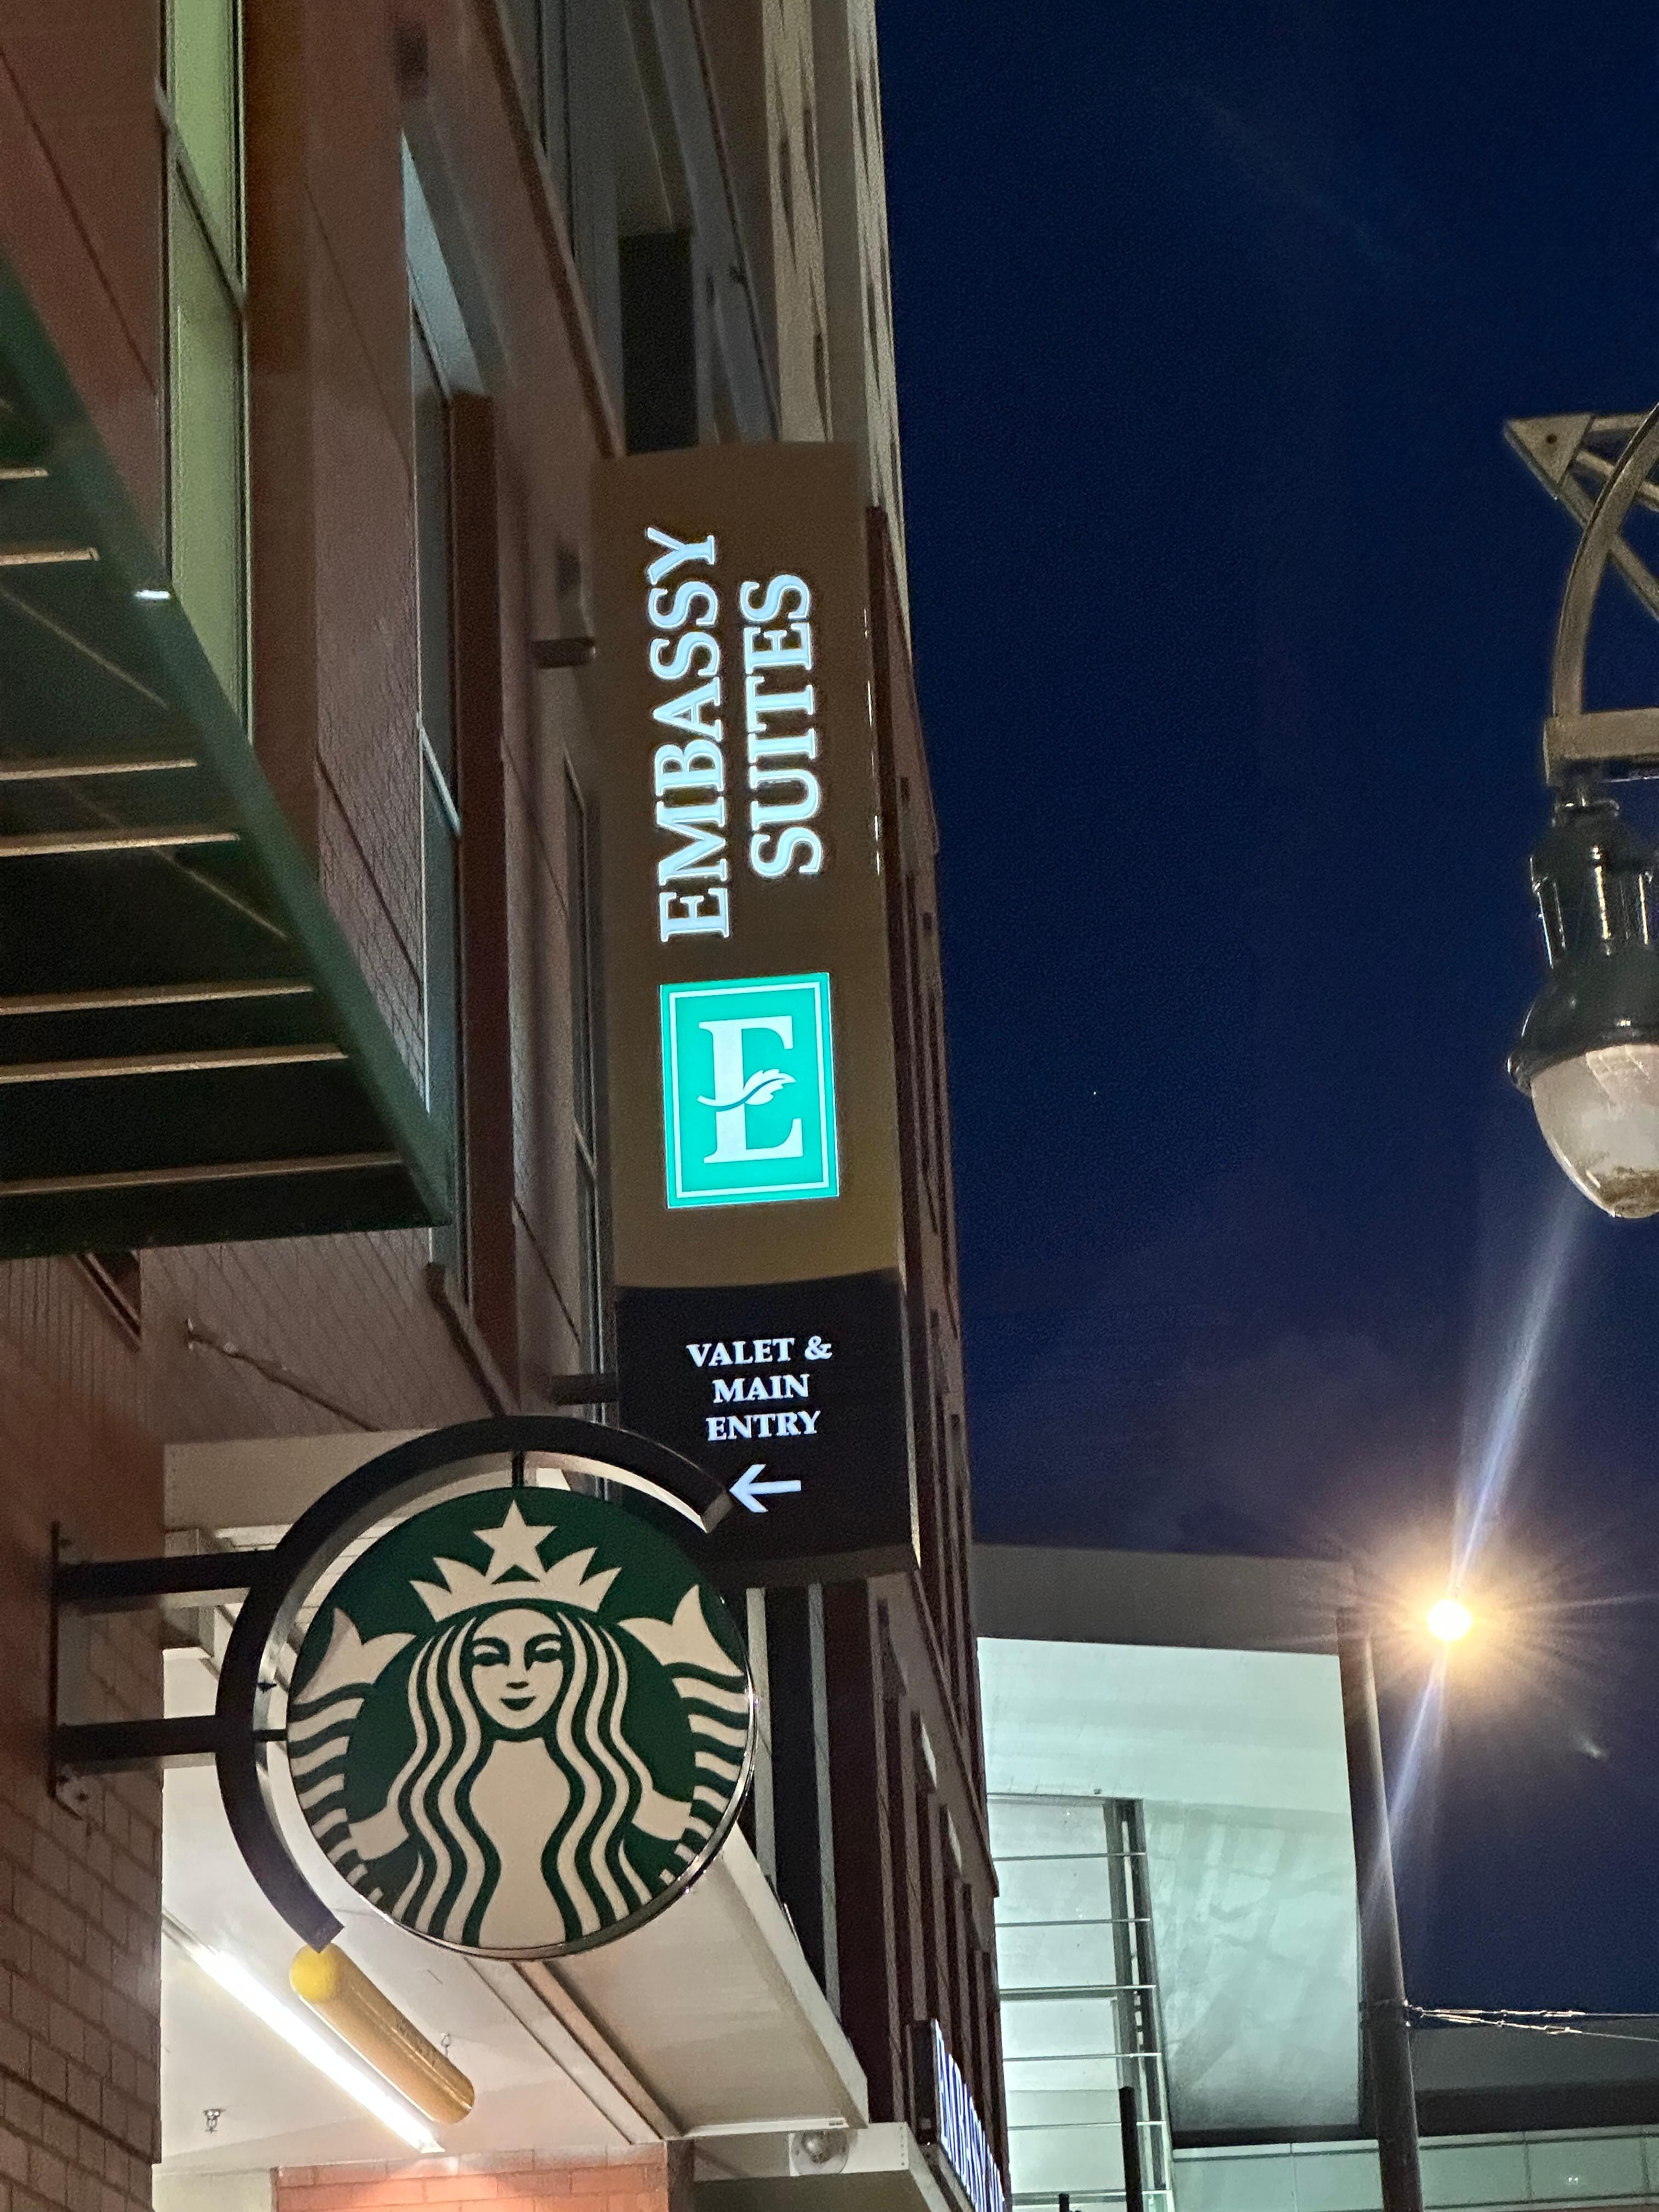 EMBASSY
SUITES
E
VALET &
MAIN
ENTRY